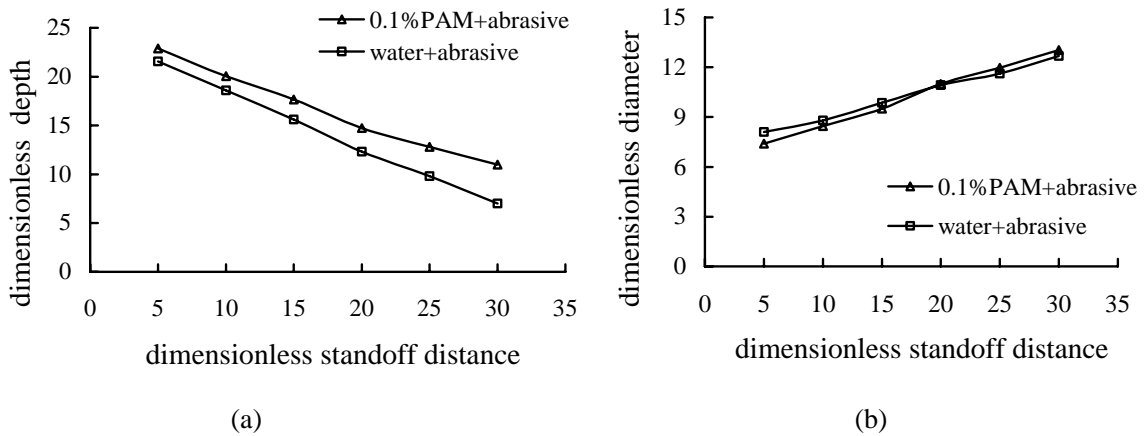 25
20
15
10
5
0
dimensionless depth
0.1%PAM+abrasive
water+abrasive
0 5 10 15 20 25 30 35
dimensionless standoff distance
(a)
15
12
9
6
3
0
dimensionless diameter
0.1%PAM+abrasive
water+abrasive
0 5 10 15 20 25 30 35
dimensionless standoff distance
(b)